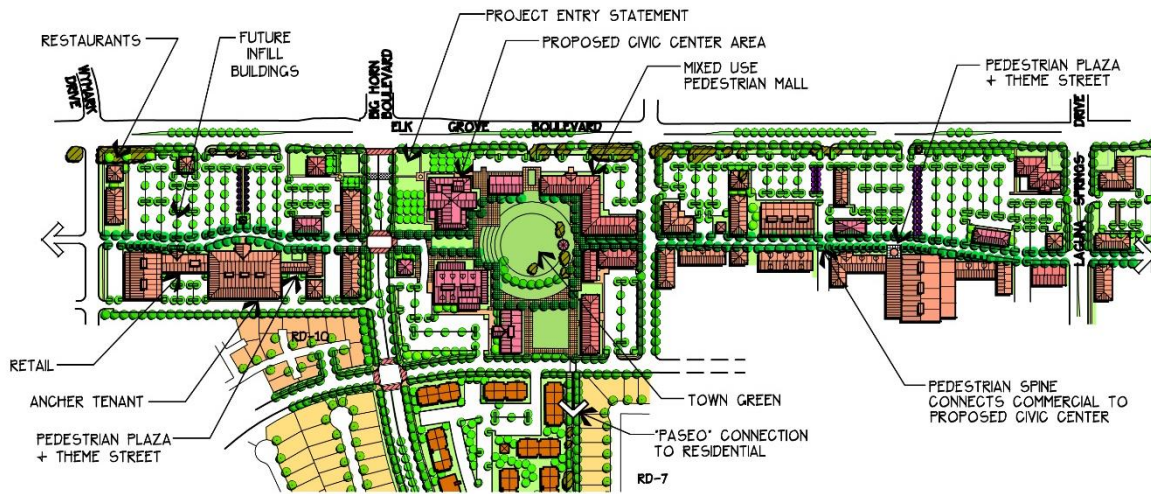 PROJECT ENTRY STATEMENT
RESTAURANTS
FUTURE
INFILL
BUILDINGS
PROPOSED CIVIC CENTER AREA
MIXED USE
PEDESTRIAN MALL
PEDESTRIAN PLAZA
+ THEME STREET
WYMARK
DRIVE
BIG HORN
BOULEVARD
ELK GROVE BOULEVARD
LAGUNA SPRINGS DRIVE
RD-10
RETAIL
ANCHER TENANT
PEDESTRIAN PLAZA
+ THEME STREET
TOWN GREEN
"PASEO" CONNECTION
TO RESIDENTIAL
PEDESTRIAN SPINE
CONNECTS COMMERCIAL TO
PROPOSED CIVIC CENTER
RD-7